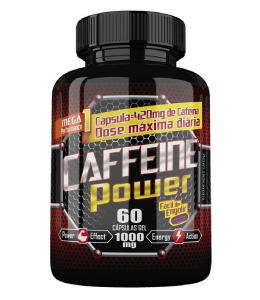 MEGA
1 Cápsula=420mg de Cafeína
Dose máxima diária
CAFFEINE
power
Fácil de
Engolir
60
CÁPSULAS GEL
1000
mg
Power Effect
Energy Action